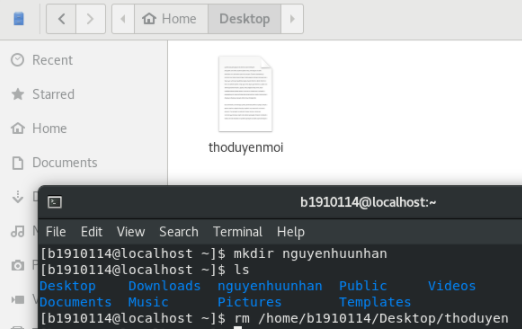 Home Desktop
Recent
Starred
Home
thoduyenmoi
Documents
b1910114@localhost:~
File Edit View Search Terminal Help
[b1910114@localhost ~]$ mkdir nguyenhuunhan
[b1910114@localhost ~]$ ls
Desktop Downloads nguyenhuunhan Public Videos
Documents Music Pictures Templates
[b1910114@localhost ~]$ rm /home/b1910114/Desktop/thoduyen